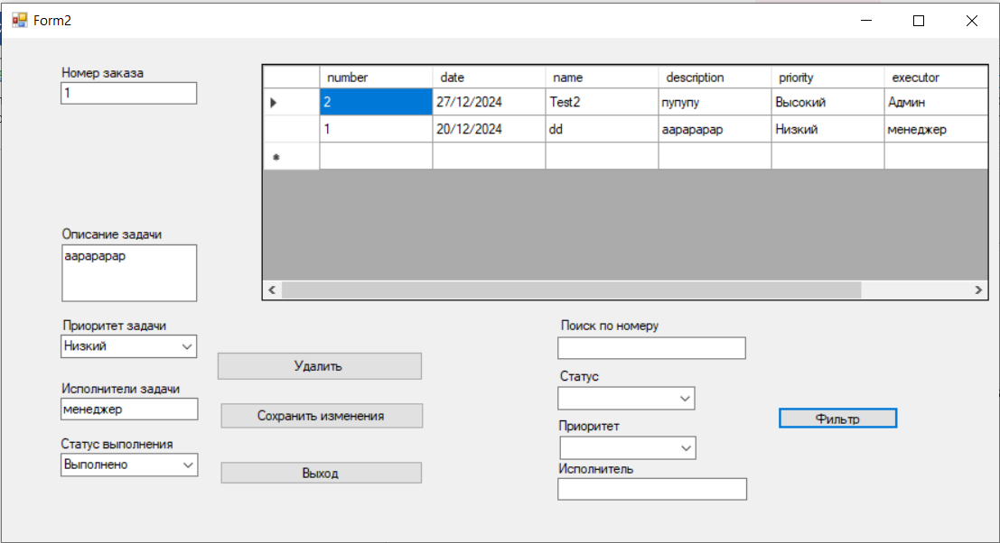 Form2
Номер заказа
1
number date name description priority executor
2 27/12/2024 Test2 пупупу Высокий Админ
1 20/12/2024 dd аарарарар Низкий менеджер
Описание задачи
аарарарар
Приоритет задачи
Низкий
Исполнители задачи
менеджер
Статус выполнения
Выполнено
Удалить
Сохранить изменения
Выход
Поиск по номеру
Статус
Приоритет
Исполнитель
Фильтр